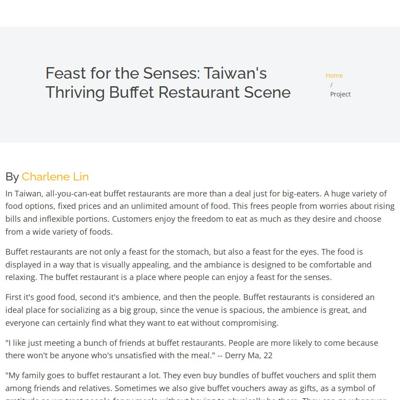 Feast for the Senses: Taiwan's
Thriving Buffet Restaurant Scene
Home
/
Project
By Charlene Lin
In Taiwan, all-you-can-eat buffet restaurants are more than a deal just for big-eaters. A huge variety of
food options, fixed prices and an unlimited amount of food. This frees people from worries about rising
bills and inflexible portions. Customers enjoy the freedom to eat as much as they desire and choose
from a wide variety of foods.
Buffet restaurants are not only a feast for the stomach, but also a feast for the eyes. The food is
displayed in a way that is visually appealing, and the ambiance is designed to be comfortable and
relaxing. The buffet restaurant is a place where people can enjoy a feast for the senses.
First it's good food, second it's ambience, and then the people. Buffet restaurants is considered an
ideal place for socializing as a big group, since the venue is spacious, the ambience is great, and
everyone can certainly find what they want to eat without compromising.
"I like just meeting a bunch of friends at buffet restaurants. People are more likely to come because
there won't be anyone who's unsatisfied with the meal." -- Derry Ma, 22
"My family goes to buffet restaurant a lot. They even buy bundles of buffet vouchers and split them
among friends and relatives. Sometimes we also give buffet vouchers away as gifts, as a symbol of